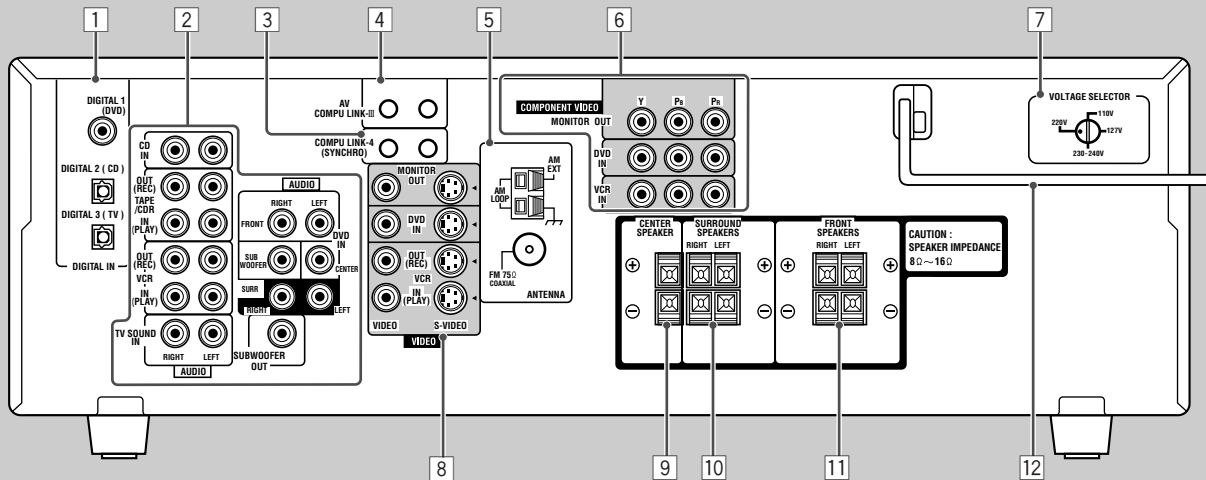 1
2
3
4
5
6
7
DIGITAL 1
(DVD)
DIGITAL 2 ( CD )
DIGITAL 3 ( TV )
DIGITAL IN
CD
IN
OUT
(REC)
TAPE
/CDR
IN
(PLAY)
OUT
(REC)
VCR
IN
(PLAY)
TV SOUND
IN
RIGHT
LEFT
AUDIO
AUDIO
RIGHT
LEFT
FRONT
DVD
IN
SUB
WOOFER
CENTER
SURR
RIGHT
LEFT
SUBWOOFER
OUT
AV
COMPU LINK-III
COMPU LINK-4
(SYNCHRO)
MONITOR
OUT
DVD
IN
OUT
(REC)
VCR
IN
(PLAY)
VIDEO
S-VIDEO
VIDEO
AM
EXT
AM
LOOP
FM 75Ω
COAXIAL
ANTENNA
COMPONENT VIDEO
Y
PB
PR
MONITOR OUT
DVD
IN
VCR
IN
CENTER
SPEAKER
SURROUND
SPEAKERS
RIGHT
LEFT
FRONT
SPEAKERS
RIGHT
LEFT
+
+
+
+
−
−
−
−
CAUTION :
SPEAKER IMPEDANCE
8Ω～16Ω
VOLTAGE SELECTOR
110V
220V
127V
230-240V
8
9
10
11
12